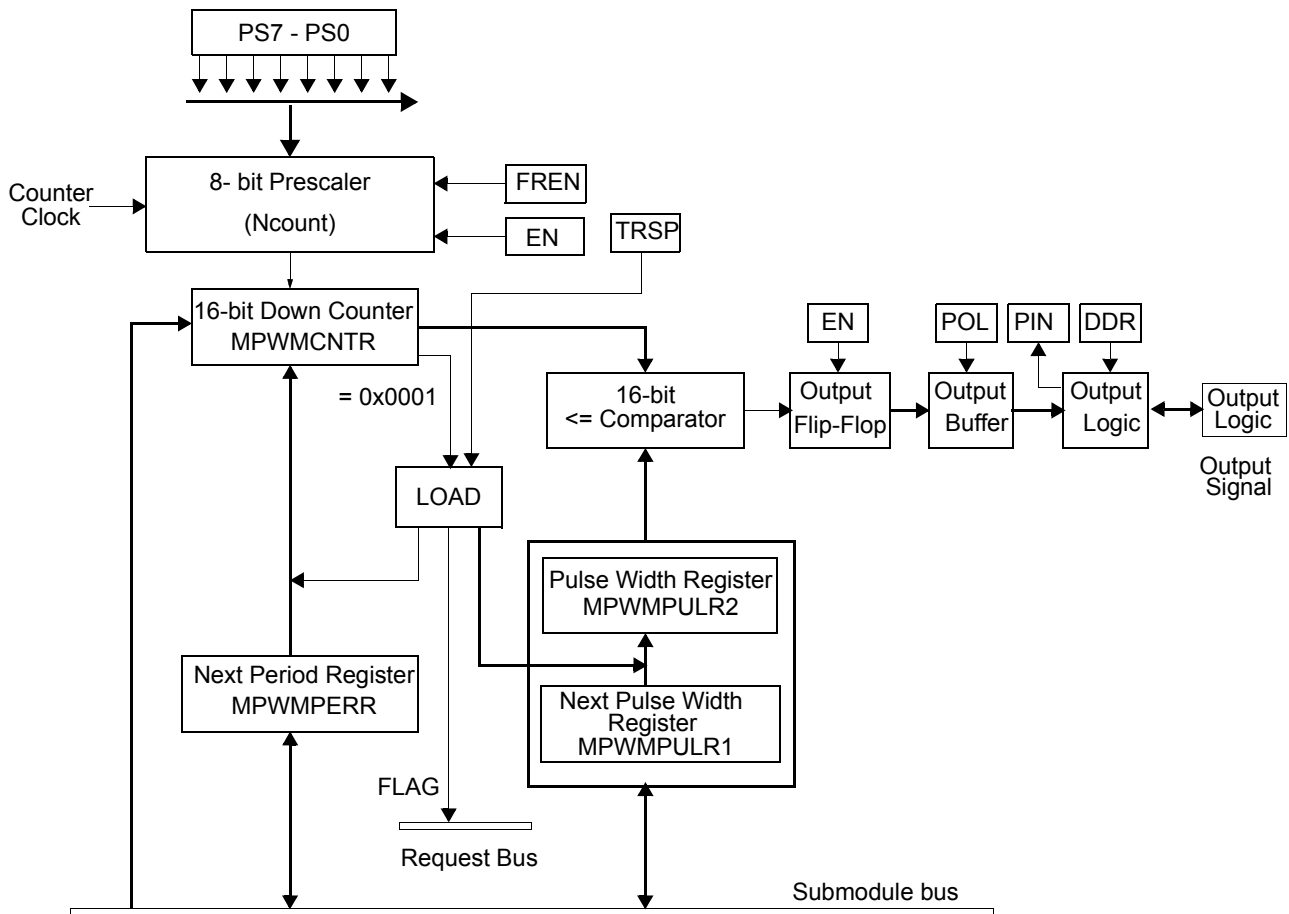 PS7 - PS0
8- bit Prescaler
(Ncount)
Counter
Clock
FREN
EN
TRSP
16-bit Down Counter
MPWMCNTR
= 0x0001
16-bit
<= Comparator
EN
POL
PIN
DDR
Output
Flip-Flop
Output
Buffer
Output
Logic
Output
Logic
Output
Signal
LOAD
Pulse Width Register
MPWMPULR2
Next Period Register
MPWMPERR
Next Pulse Width
Register
MPWMPULR1
FLAG
Request Bus
Submodule bus